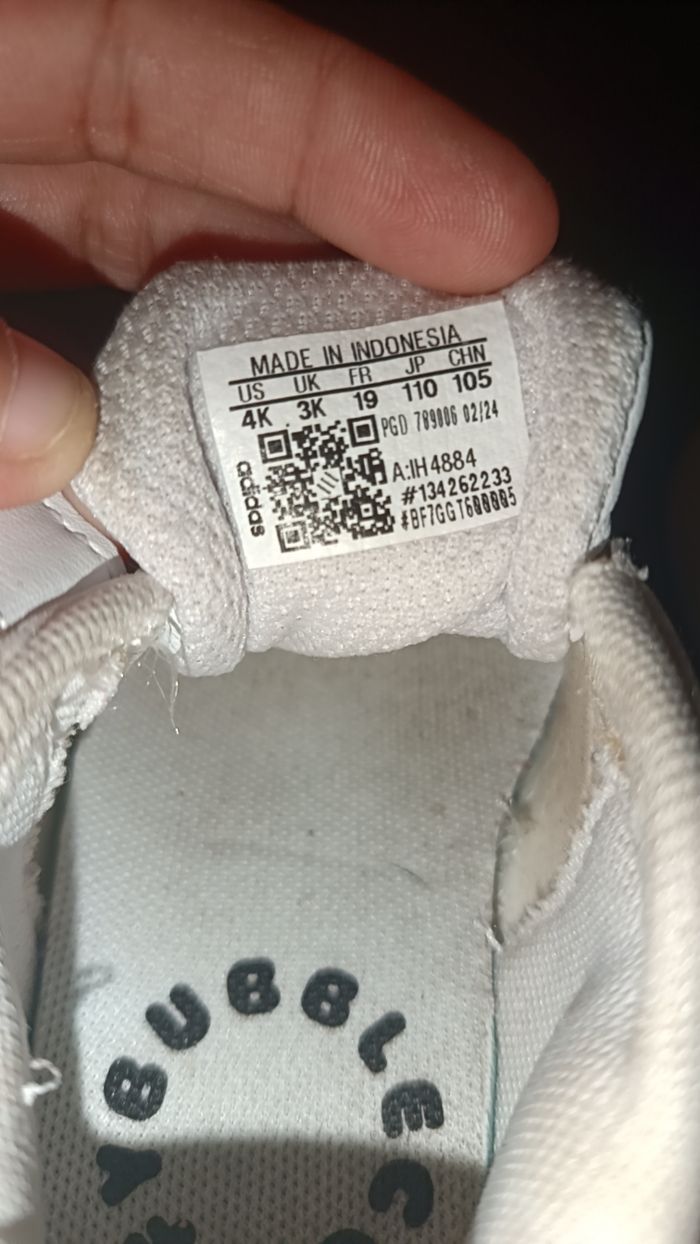 MADE IN INDONESIA
US UK FR JP CHN
4K 3K 19 110 105
PGD 789006 02/24
adidas
A:IH4884
#134262233
#BF7GGT600005
BUBBLE